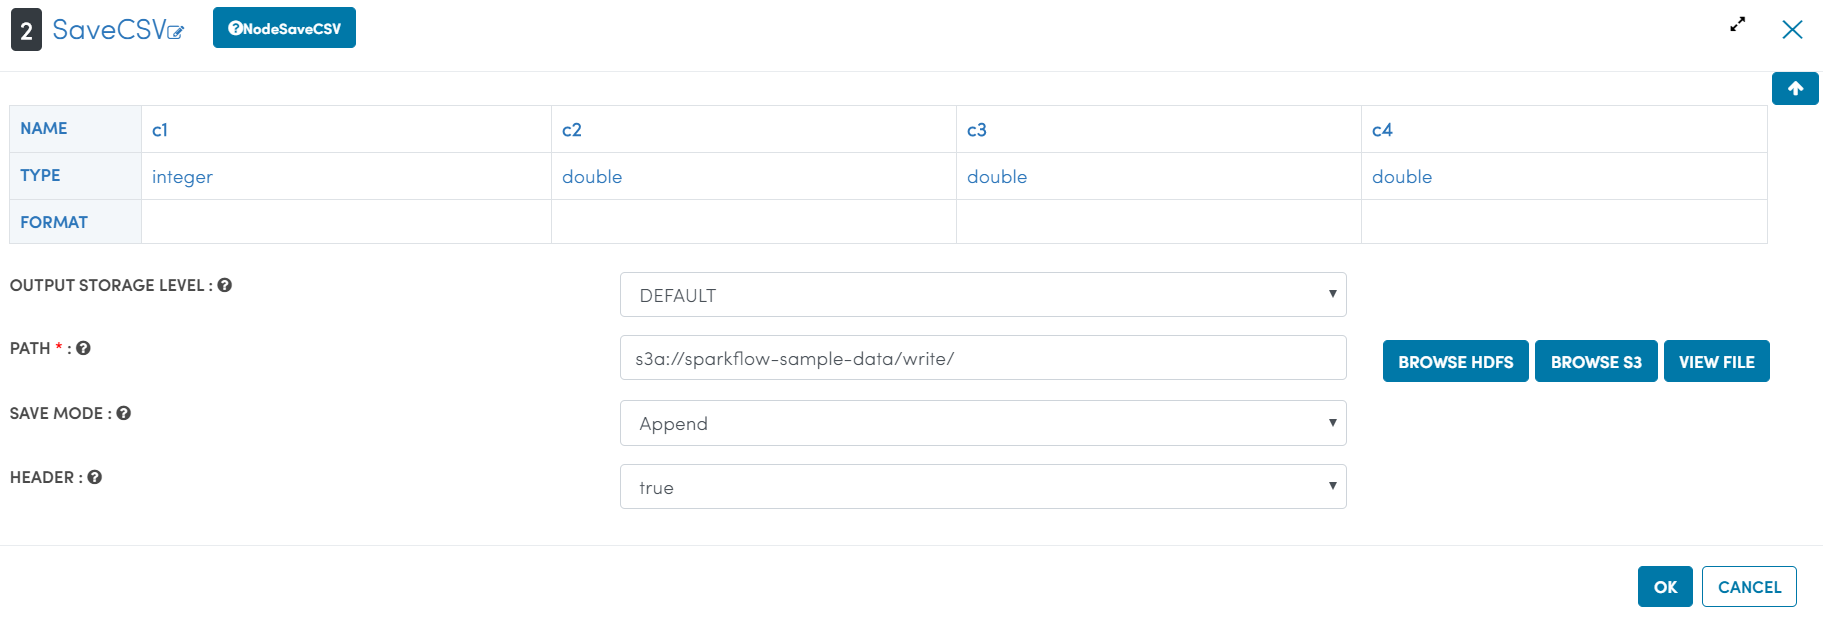 2 SaveCSV NodeSaveCSV
NAME c1 c2 c3 c4
TYPE integer double double double
FORMAT
OUTPUT STORAGE LEVEL : DEFAULT
PATH * : s3a://sparkflow-sample-data/write/ BROWSE HDFS BROWSE S3 VIEW FILE
SAVE MODE : Append
HEADER : true
OK CANCEL